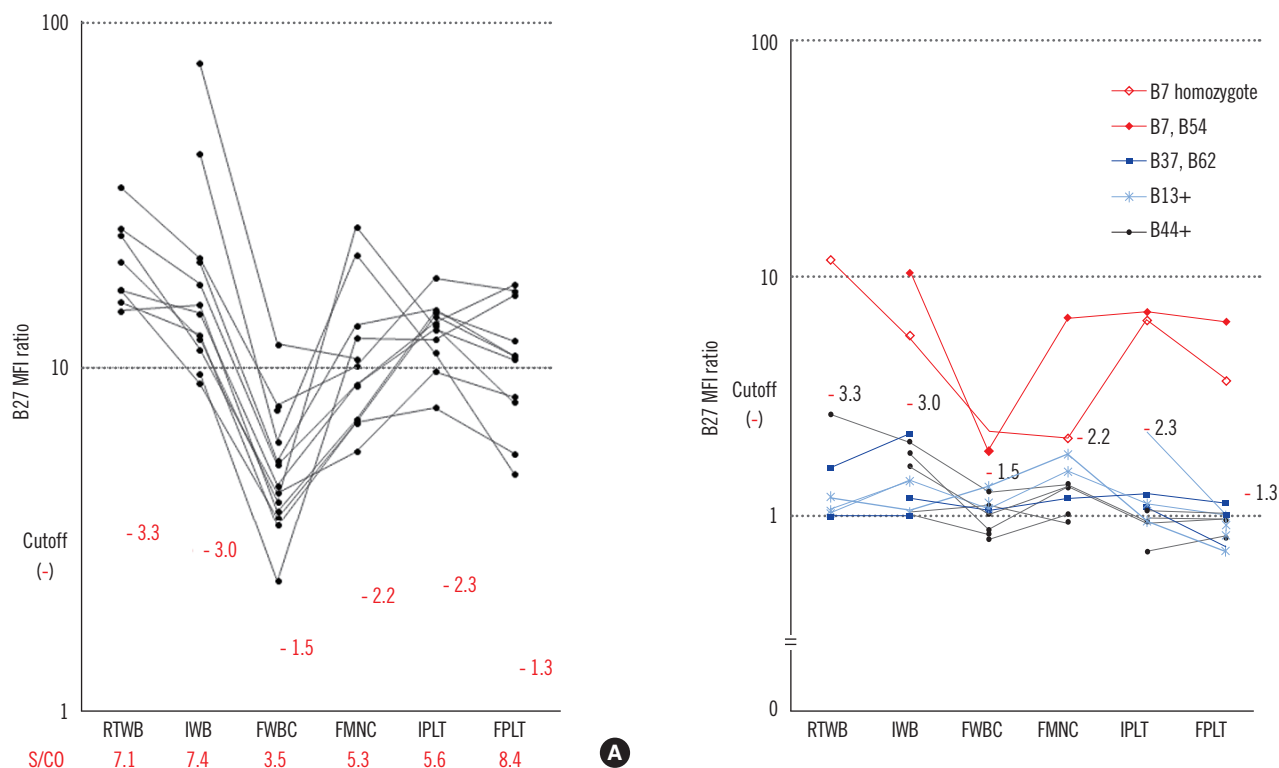 100
10
1
B27 MFI ratio
Cutoff
(-)
- 3.3
- 3.0
- 1.5
- 2.2
- 2.3
- 1.3
RTWB IWB FWBC FMNC IPLT FPLT
S/CO 7.1 7.4 3.5 5.3 5.6 8.4
A
100
10
1
0
B27 MFI ratio
Cutoff
(-)
B7 homozygote
B7, B54
B37, B62
B13+
B44+
- 3.3
- 3.0
- 1.5
- 2.2
- 2.3
- 1.3
=
RTWB IWB FWBC FMNC IPLT FPLT